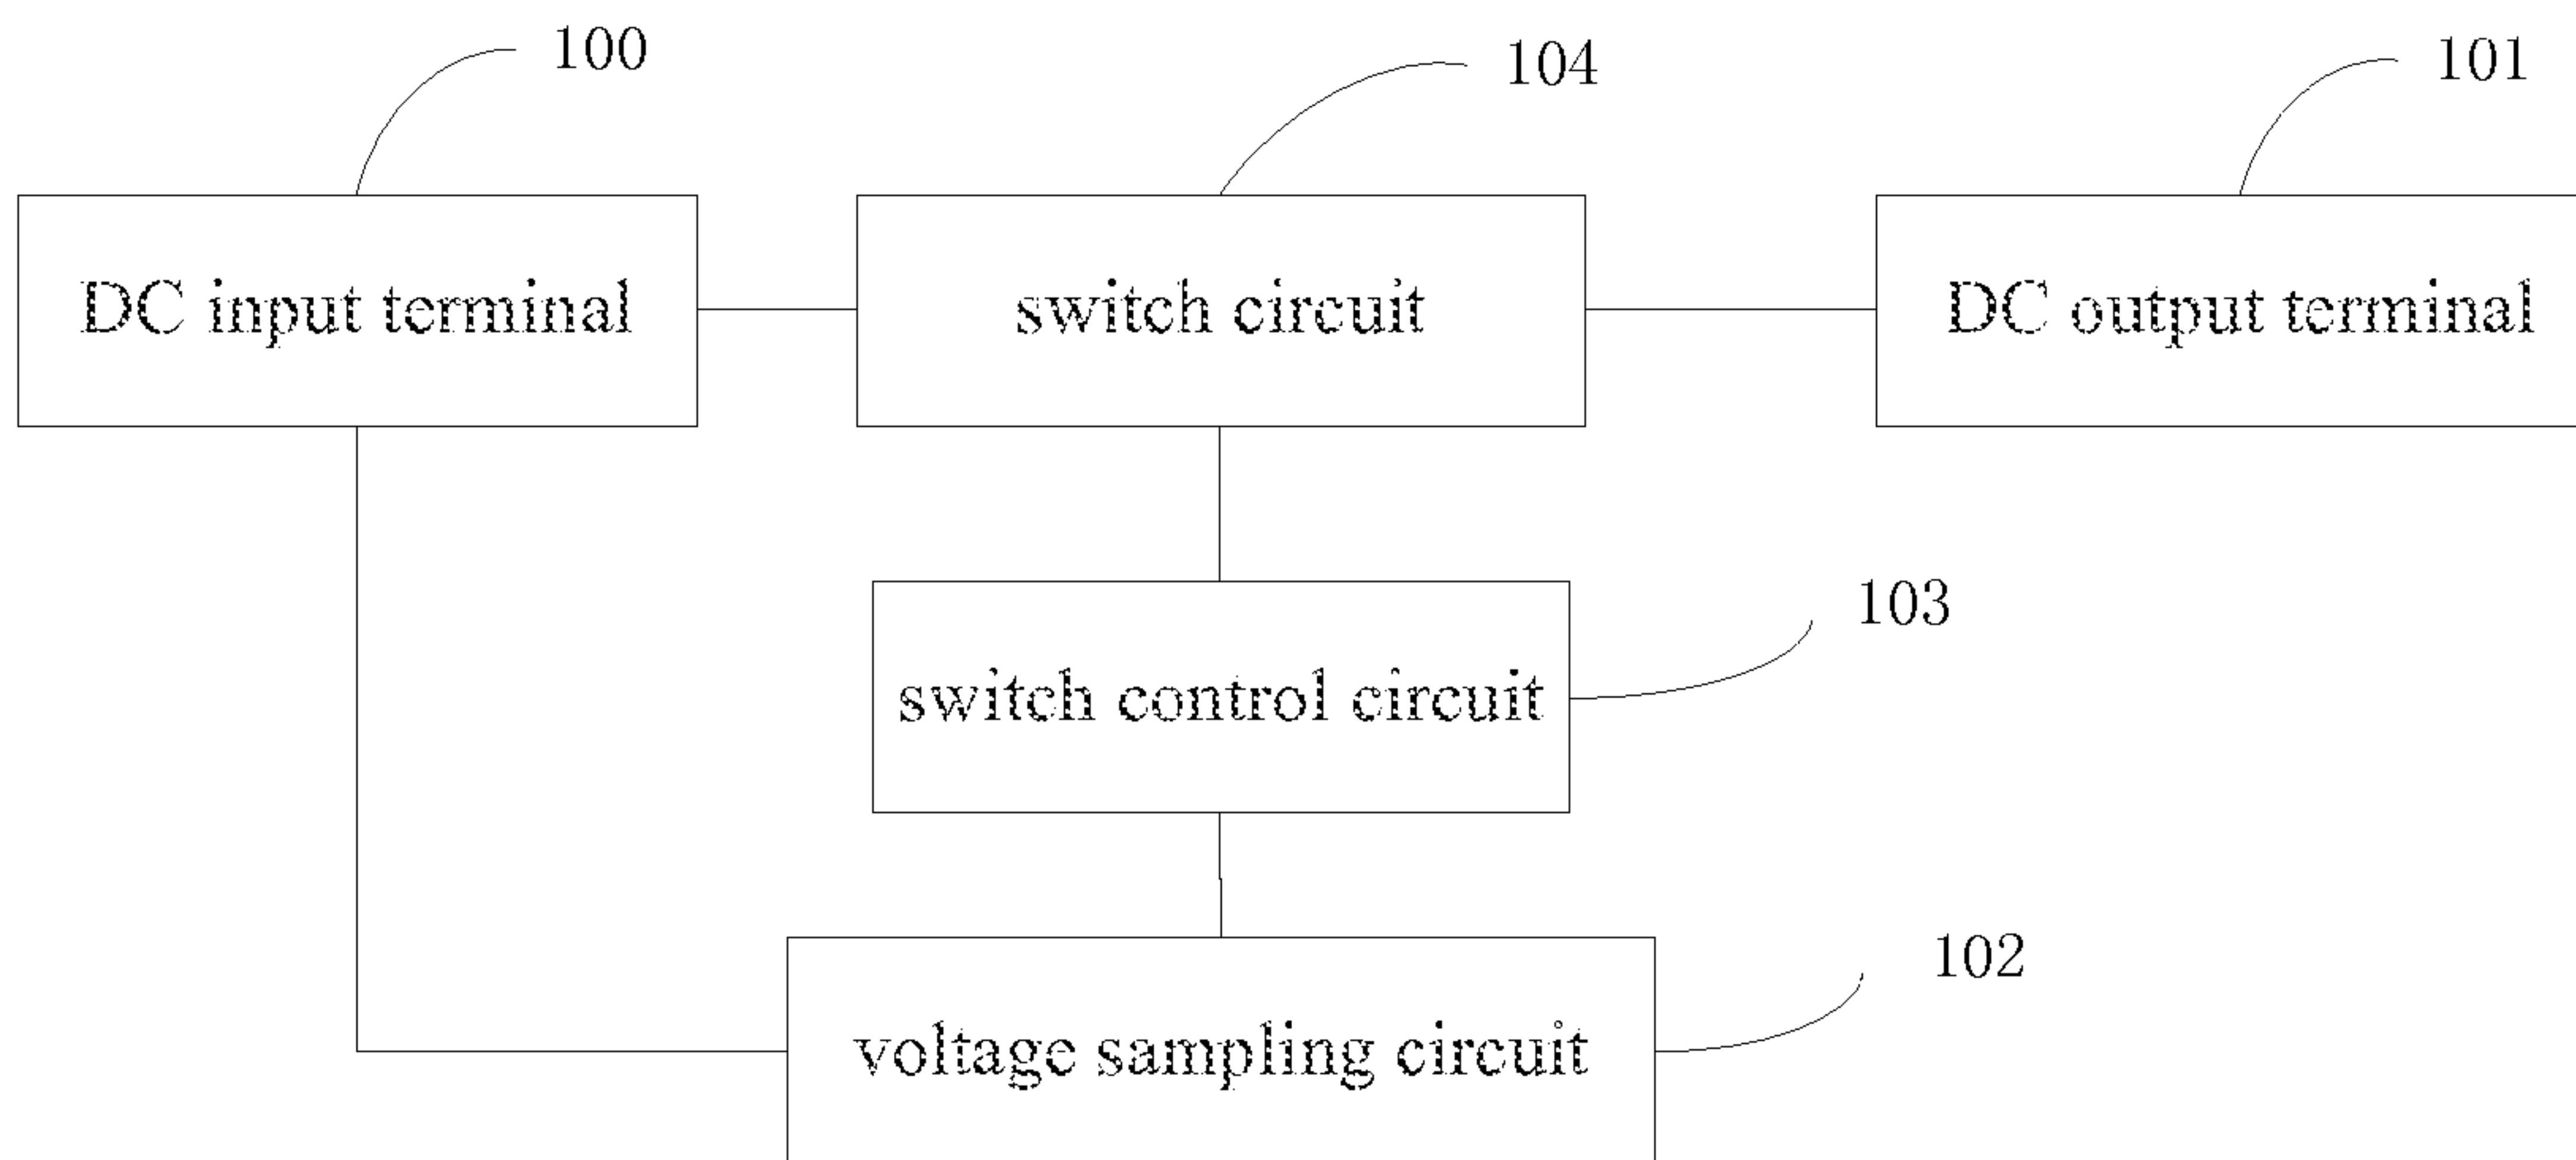 100
104
101
DC input terminal
switch circuit
DC output terminal
103
switch control circuit
102
voltage sampling circuit